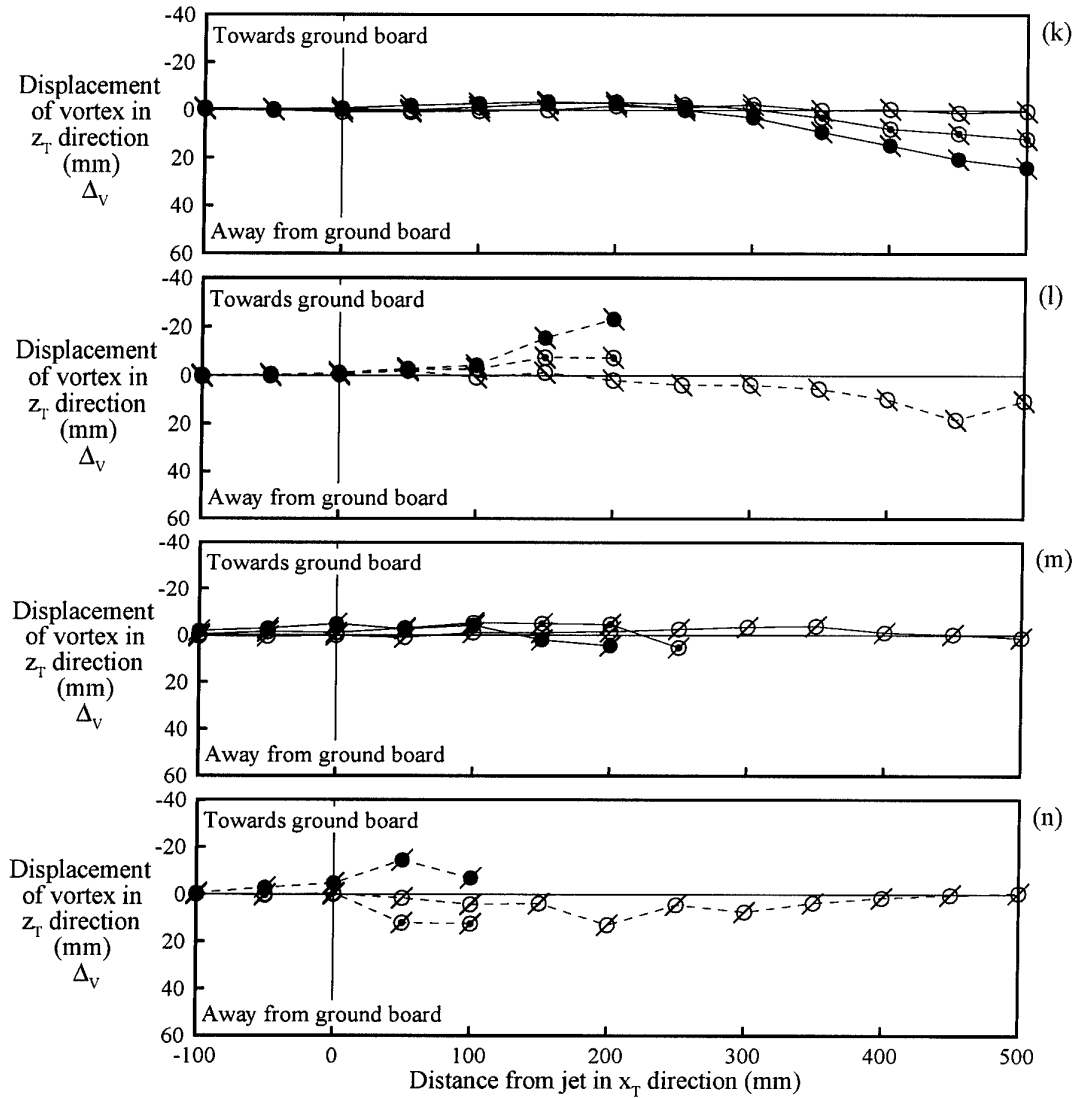 -40
Towards ground board
(k)
-20
Displacement
of vortex in
z_T direction
(mm)
Δ_V
0
20
40
Away from ground board
60
-40
Towards ground board
(l)
-20
Displacement
of vortex in
z_T direction
(mm)
Δ_V
0
20
40
Away from ground board
60
-40
Towards ground board
(m)
-20
Displacement
of vortex in
z_T direction
(mm)
Δ_V
0
20
40
Away from ground board
60
-40
Towards ground board
(n)
-20
Displacement
of vortex in
z_T direction
(mm)
Δ_V
0
20
40
Away from ground board
60
-100 0 100 200 300 400 500
Distance from jet in x_T direction (mm)